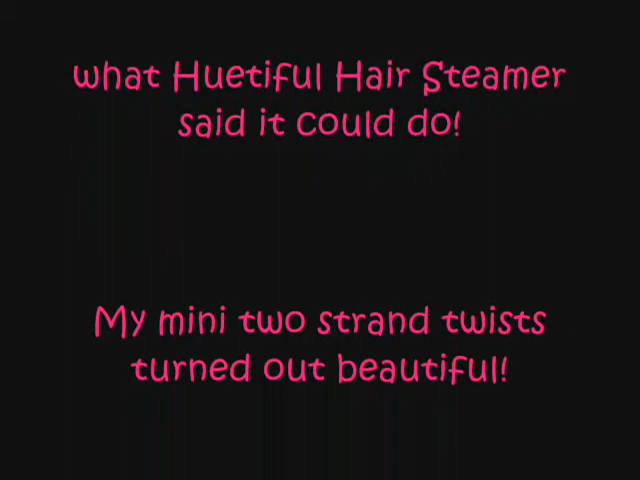 what Huetiful Hair Steamer
said it could do!
My mini two strand twists
turned out beautiful!